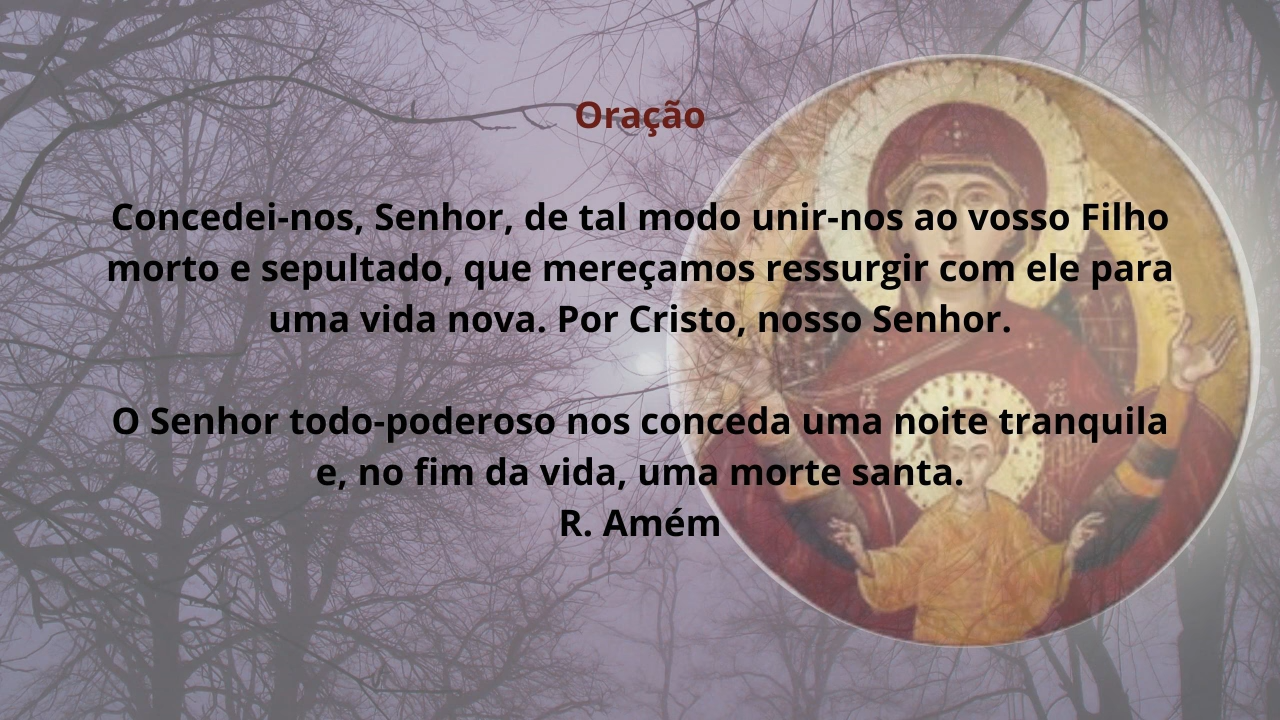 Oração
Concedei-nos, Senhor, de tal modo unir-nos ao vosso Filho
morto e sepultado, que mereçamos ressurgir com ele para
uma vida nova. Por Cristo, nosso Senhor.
O Senhor todo-poderoso nos conceda uma noite tranquila
e, no fim da vida, uma morte santa.
R. Amém